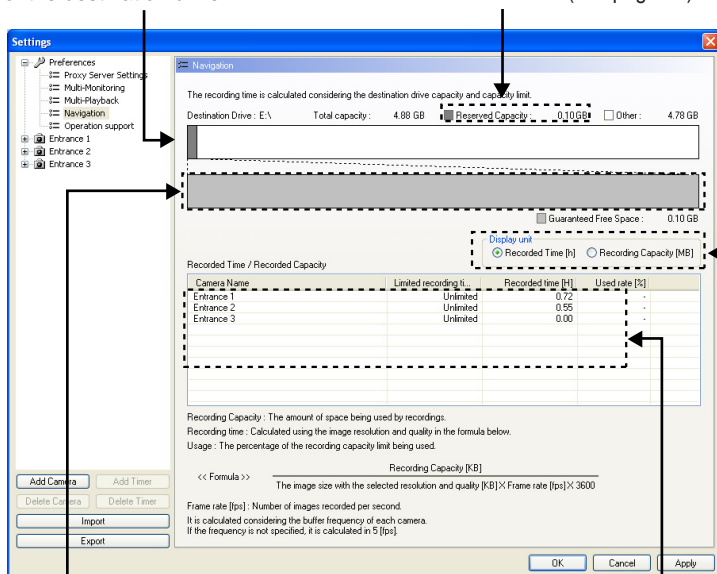 Settings
Preferences
Proxy Server Settings
Multi-Monitoring
Multi-Playback
Navigation
Operation support
Entrance 1
Entrance 2
Entrance 3
Add Camera
Add Timer
Delete Camera
Delete Timer
Import
Export
Navigation
The recording time is calculated considering the destination drive capacity and capacity limit.
Destination Drive : E:\ Total capacity : 4.88 GB Reserved Capacity : 0.10 GB Other : 4.78 GB
Guaranteed Free Space : 0.10 GB
Display unit
Recorded Time [h] Recording Capacity [MB]
Recorded Time / Recorded Capacity
Camera Name Limited recording ti... Recorded time [H] Used rate [%]
Entrance 1 Unlimited 0.72 -
Entrance 2 Unlimited 0.55 -
Entrance 3 Unlimited 0.00 -
Recording Capacity : The amount of space being used by recordings.
Recording time : Calculated using the image resolution and quality in the formula below.
Usage : The percentage of the recording capacity limit being used.
<< Formula >>
Recording Capacity [KB]
The image size with the selected resolution and quality [KB] X Frame rate [fps] X 3600
Frame rate [fps] : Number of images recorded per second.
It is calculated considering the buffer frequency of each camera.
If the frequency is not specified, it is calculated in 5 [fps].
OK Cancel Apply